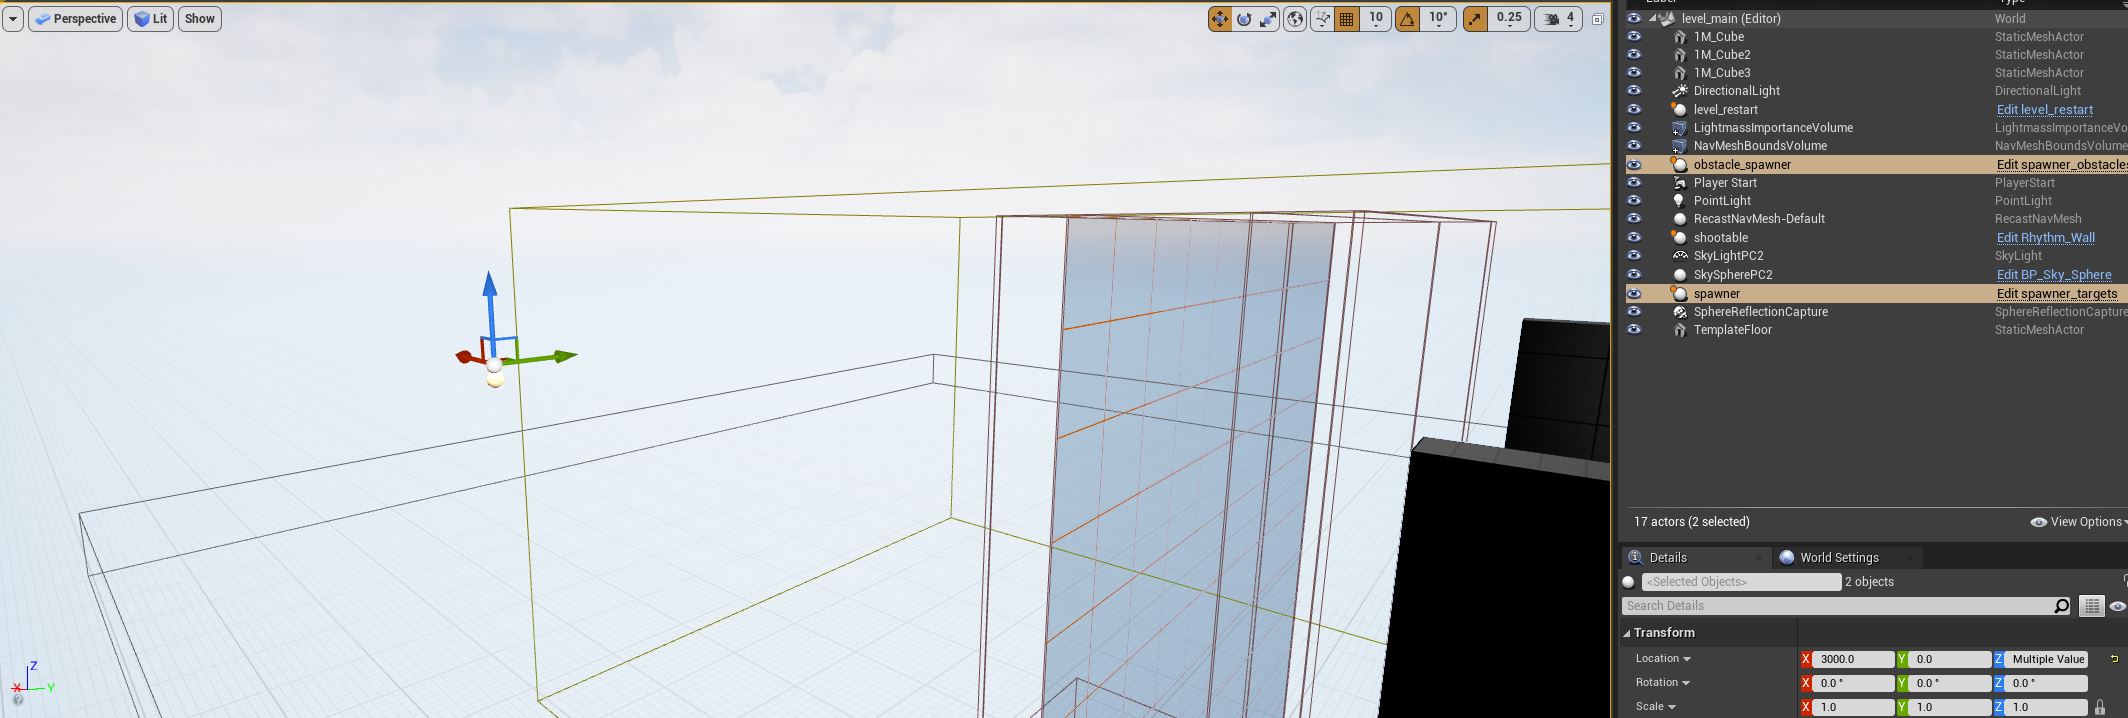 Perspective Lit Show 10 10° 0.25 4
level_main (Editor) World
1M_Cube StaticMeshActor
1M_Cube2 StaticMeshActor
1M_Cube3 StaticMeshActor
DirectionalLight DirectionalLight
level_restart Edit level_restart
LightmassImportanceVolume LightmassImportanceVo
NavMeshBoundsVolume NavMeshBoundsVolume
obstacle_spawner Edit spawner_obstacles
Player Start PlayerStart
PointLight PointLight
RecastNavMesh-Default RecastNavMesh
shootable Edit Rhythm_Wall
SkyLightPC2 SkyLight
SkySpherePC2 Edit BP_Sky_Sphere
spawner Edit spawner_targets
SphereReflectionCapture SphereReflectionCapture
TemplateFloor StaticMeshActor
17 actors (2 selected) View Options
Details World Settings
<Selected Objects> 2 objects
Search Details
Transform
Location X 3000.0 Y 0.0 Z Multiple Value
Rotation X 0.0 ° Y 0.0 ° Z 0.0 °
Scale X 1.0 Y 1.0 Z 1.0
Z
X Y